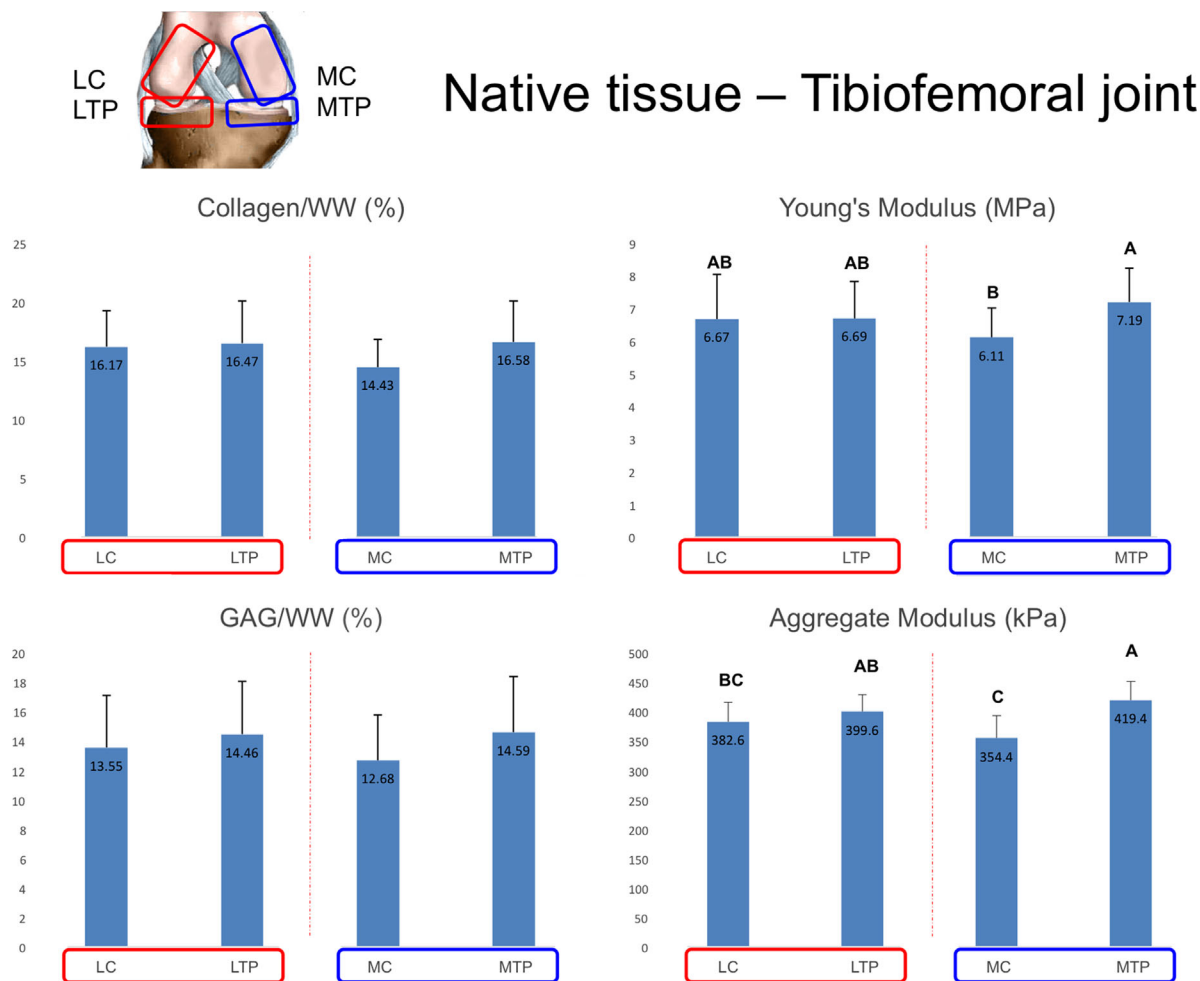 LC
LTP
MC
MTP
Native tissue – Tibiofemoral joint
Collagen/WW (%)
25
20
15
10
5
0
16.17
16.47
14.43
16.58
LC LTP MC MTP
Young's Modulus (MPa)
9
8
7
6
5
4
3
2
1
0
AB
AB
B
A
6.67
6.69
6.11
7.19
LC LTP MC MTP
GAG/WW (%)
20
18
16
14
12
10
8
6
4
2
0
13.55
14.46
12.68
14.59
LC LTP MC MTP
Aggregate Modulus (kPa)
500
450
400
350
300
250
200
150
100
50
0
BC
AB
C
A
382.6
399.6
354.4
419.4
LC LTP MC MTP